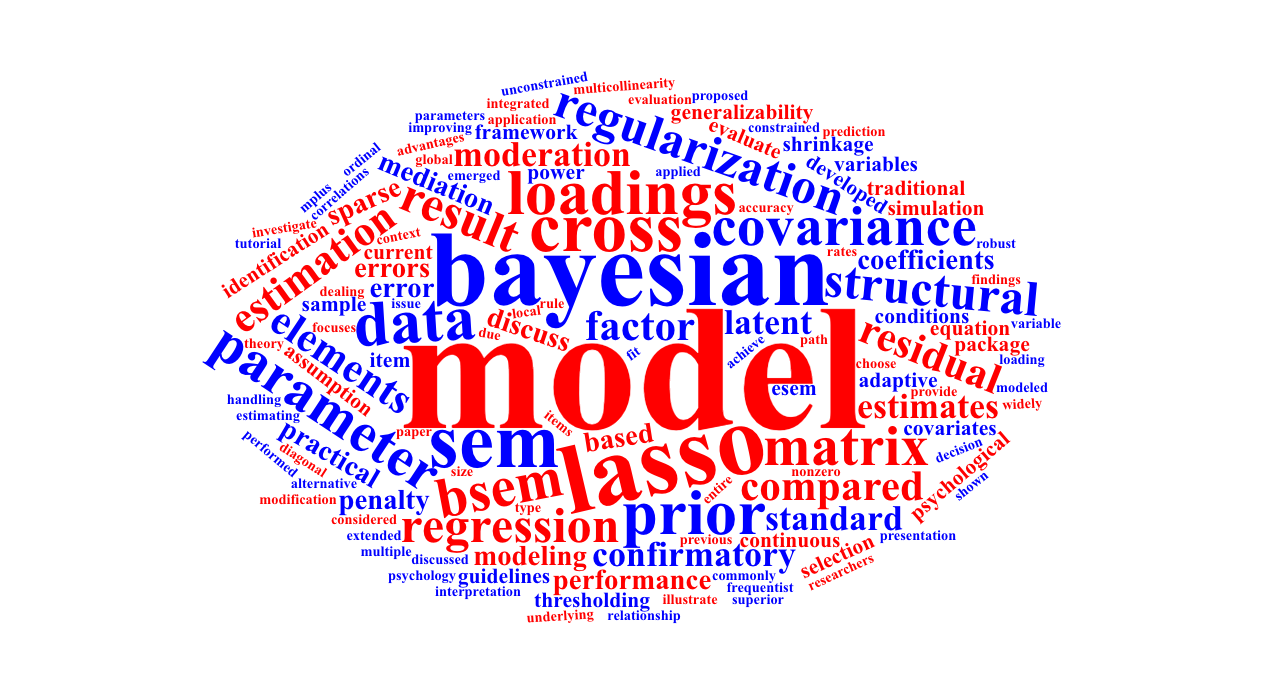 unconstrained
multicollinearity
integrated
evaluation
proposed
parameters
application
regularization
generalizability
improving
framework
evaluate
constrained
prediction
advantages
shrinkage
ordinal
global
moderation
mediation
emerged
power
applied
developed
variables
mplus
correlations
sparse
result
loadings
accuracy
traditional
simulation
investigate
tutorial
identification
estimation
context
current
errors
cross
covariance
robust
rates
coefficients
findings
dealing
error
bayesian
structural
sample
issue
local
rule
focuses
data
due
discuss
factor
latent
conditions
equation
variable
theory
elements
assumption
item
model
fit
achieve
path
residual
package
choose
loading
parameter
esem
adaptive
provide
modeled
handling
estimating
estimates
widely
covariates
paper
items
based
practical
performed
diagonal
sem
lasso
matrix
decision
psychological
size
nonzero
shown
alternative
modification
penalty
bsem
type
entire
compared
considered
regression
prior
standard
extended
previous
continuous
presentation
multiple
discussed
modeling
confirmatory
selection
researchers
psychology
guidelines
performance
commonly
interpretation
frequentist
thresholding
illustrate
superior
underlying
relationship